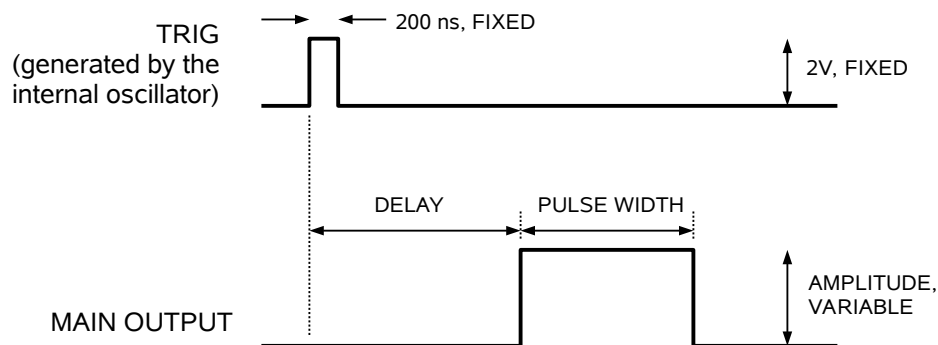 200 ns, FIXED
TRIG
(generated by the
internal oscillator)
2V, FIXED
DELAY
PULSE WIDTH
AMPLITUDE,
VARIABLE
MAIN OUTPUT